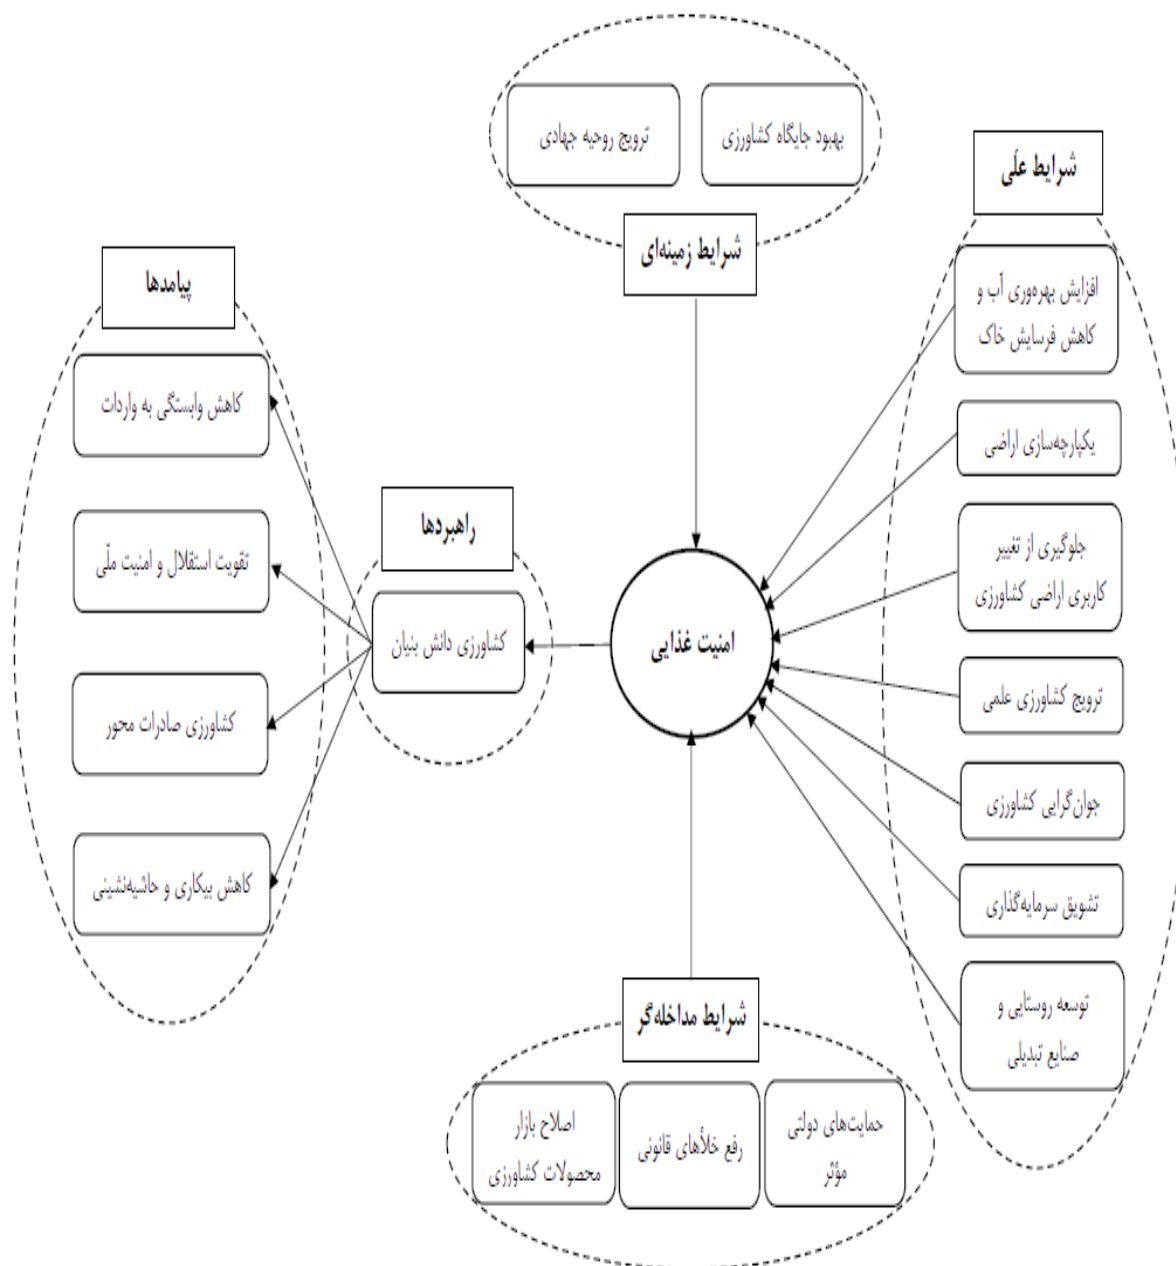 ترویج روحیه جهادی
بهبود جایگاه کشاورزی
شرایط زمینه‌ای
شرایط علّی
افزایش بهره‌وری آب و
کاهش فرسایش خاک
یکپارچه‌سازی اراضی
جلوگیری از تغییر
کاربری اراضی کشاورزی
ترویج کشاورزی علمی
جوان‌گرایی کشاورزی
تشویق سرمایه‌گذاری
توسعه روستایی و
صنایع تبدیلی
امنیت غذایی
راهبردها
کشاورزی دانش بنیان
پیامدها
کاهش وابستگی به واردات
تقویت استقلال و امنیت ملّی
کشاورزی صادرات محور
کاهش بیکاری و حاشیه‌نشینی
شرایط مداخله‌گر
حمایت‌های دولتی
مؤثر
رفع خلأهای قانونی
اصلاح بازار
محصولات کشاورزی